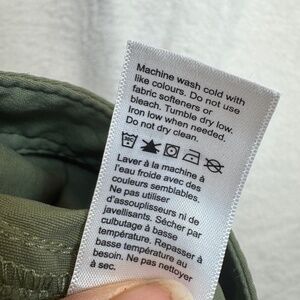 Machine wash cold with
like colours. Do not use
fabric softeners or
bleach. Tumble dry low.
Iron low when needed.
Do not dry clean.
Laver à la machine à
l'eau froide avec des
couleurs semblables.
Ne pas utiliser
d'assouplisseurs ni de
javellisants. Sécher par
culbutage à basse
température. Repasser à
basse température au
besoin. Ne pas nettoyer
à sec.